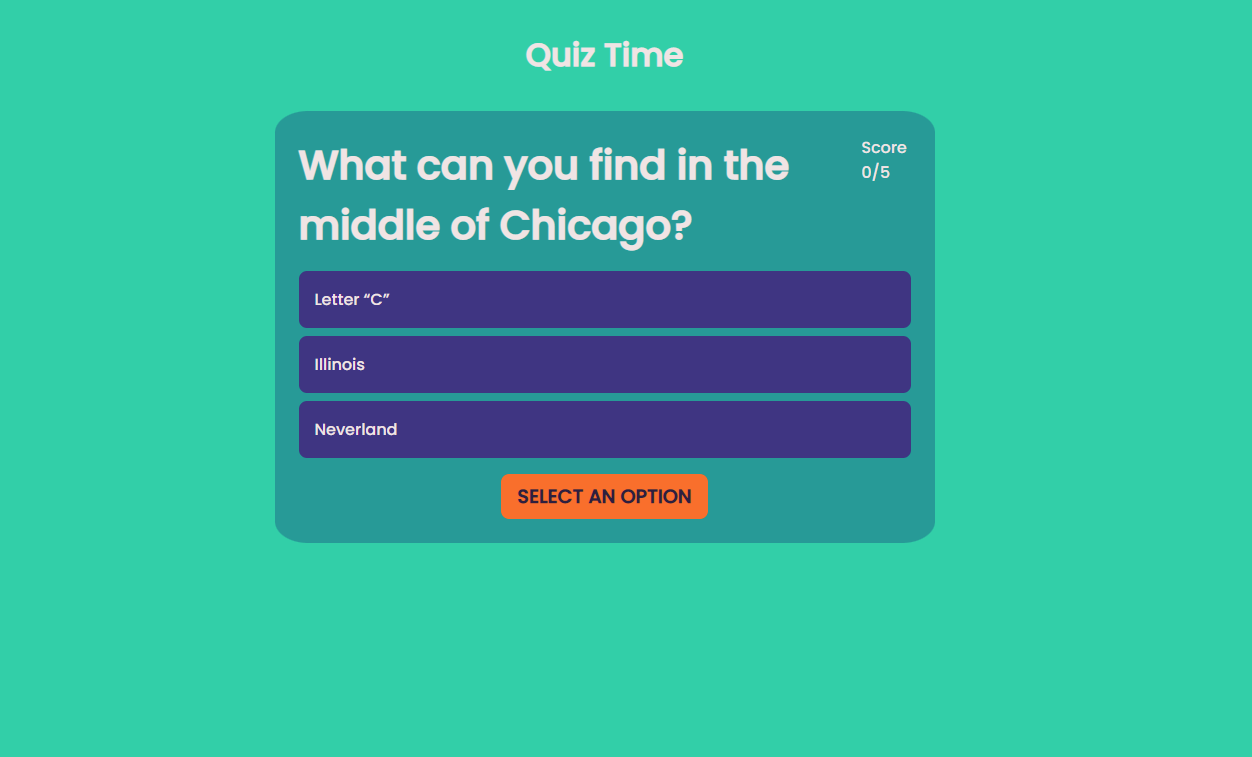 Quiz Time
What can you find in the
middle of Chicago?
Score
0/5
Letter “C”
Illinois
Neverland
SELECT AN OPTION